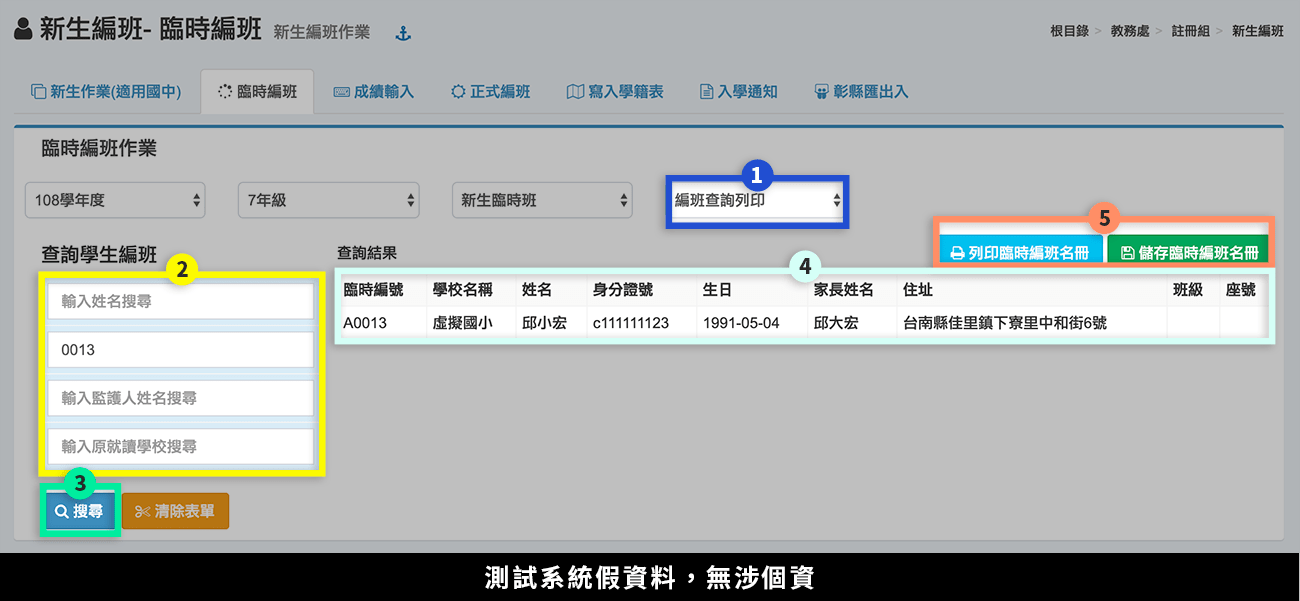 新生編班- 臨時編班 新生編班作業
根目錄 > 教務處 > 註冊組 > 新生編班
新生作業(適用國中) 臨時編班 成績輸入 正式編班 寫入學籍表 入學通知 彰縣匯出入
臨時編班作業
1
108學年度 7年級 新生臨時班 編班查詢列印
5
列印臨時編班名冊 儲存臨時編班名冊
查詢學生編班
2
輸入姓名搜尋
0013
輸入監護人姓名搜尋
輸入原就讀學校搜尋
3
搜尋 清除表單
查詢結果
4
臨時編號 學校名稱 姓名 身分證號 生日 家長姓名 住址 班級 座號
A0013 虛擬國小 邱小宏 c111111123 1991-05-04 邱大宏 台南縣佳里鎮下寮里中和街6號
測試系統假資料，無涉個資